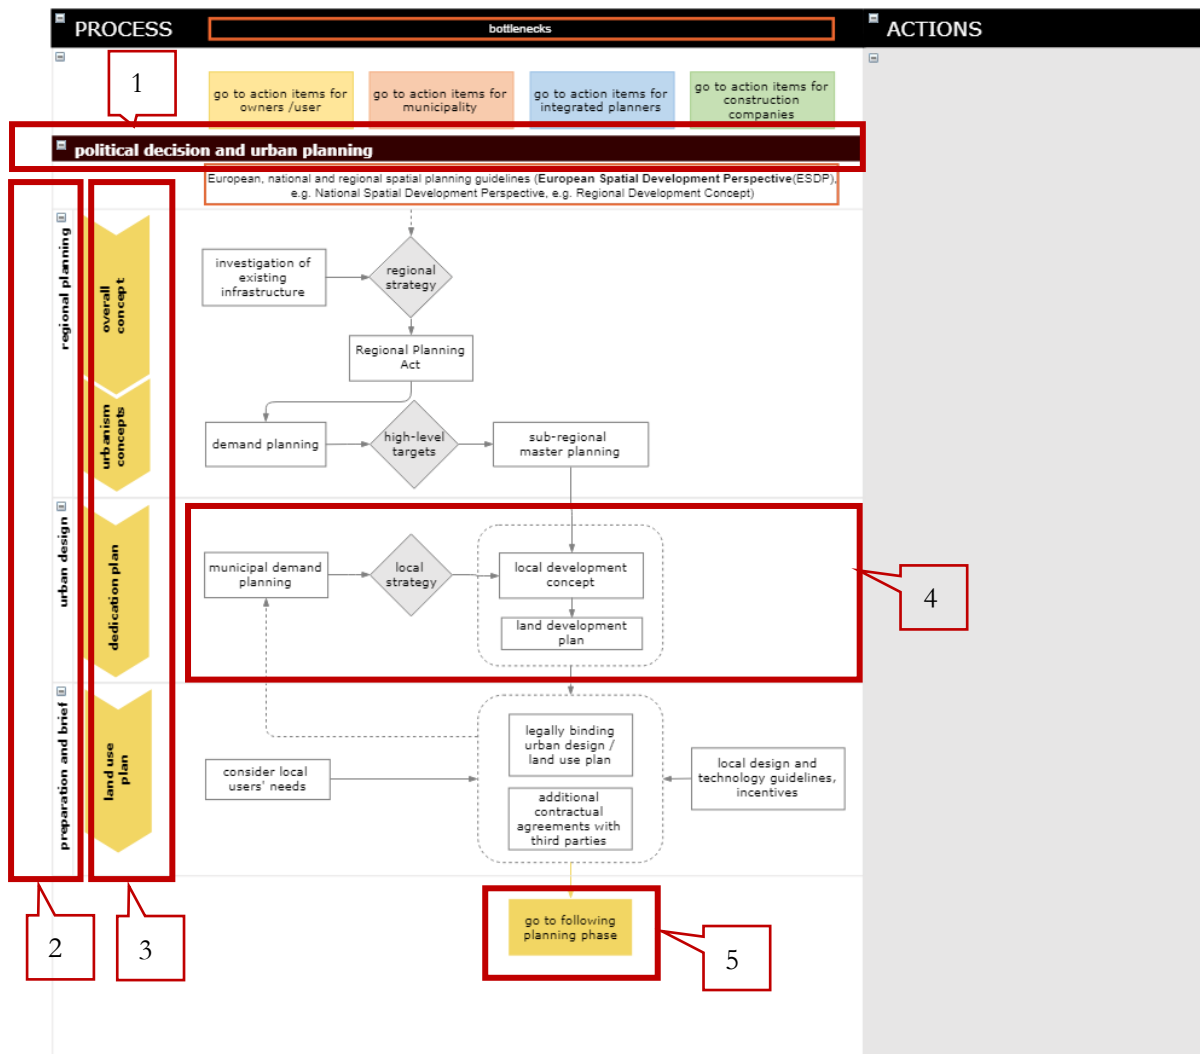 PROCESS
bottlenecks
ACTIONS
1
go to action items for
owners /user
go to action items for
municipality
go to action items for
integrated planners
go to action items for
construction
companies
political decision and urban planning
European, national and regional spatial planning guidelines (European Spatial Development Perspective(ESDP),
e.g. National Spatial Development Perspective, e.g. Regional Development Concept)
regional planning
overall
concept
investigation of
existing
infrastructure
regional
strategy
Regional Planning
Act
urbanism
concepts
demand planning
high-level
targets
sub-regional
master planning
urban design
dedication plan
municipal demand
planning
local
strategy
local development
concept
land development
plan
4
preparation and brief
land use
plan
legally binding
urban design /
land use plan
consider local
users' needs
local design and
technology guidelines,
incentives
additional
contractual
agreements with
third parties
2
3
go to following
planning phase
5